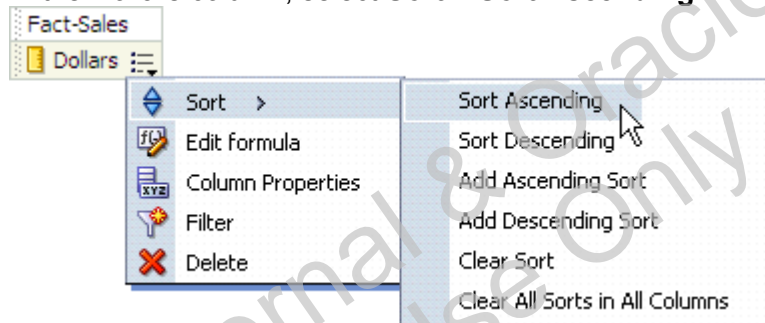 Fact-Sales
Dollars
Sort >
Edit formula
Column Properties
Filter
Delete
Sort Ascending
Sort Descending
Add Ascending Sort
Add Descending Sort
Clear Sort
Clear All Sorts in All Columns